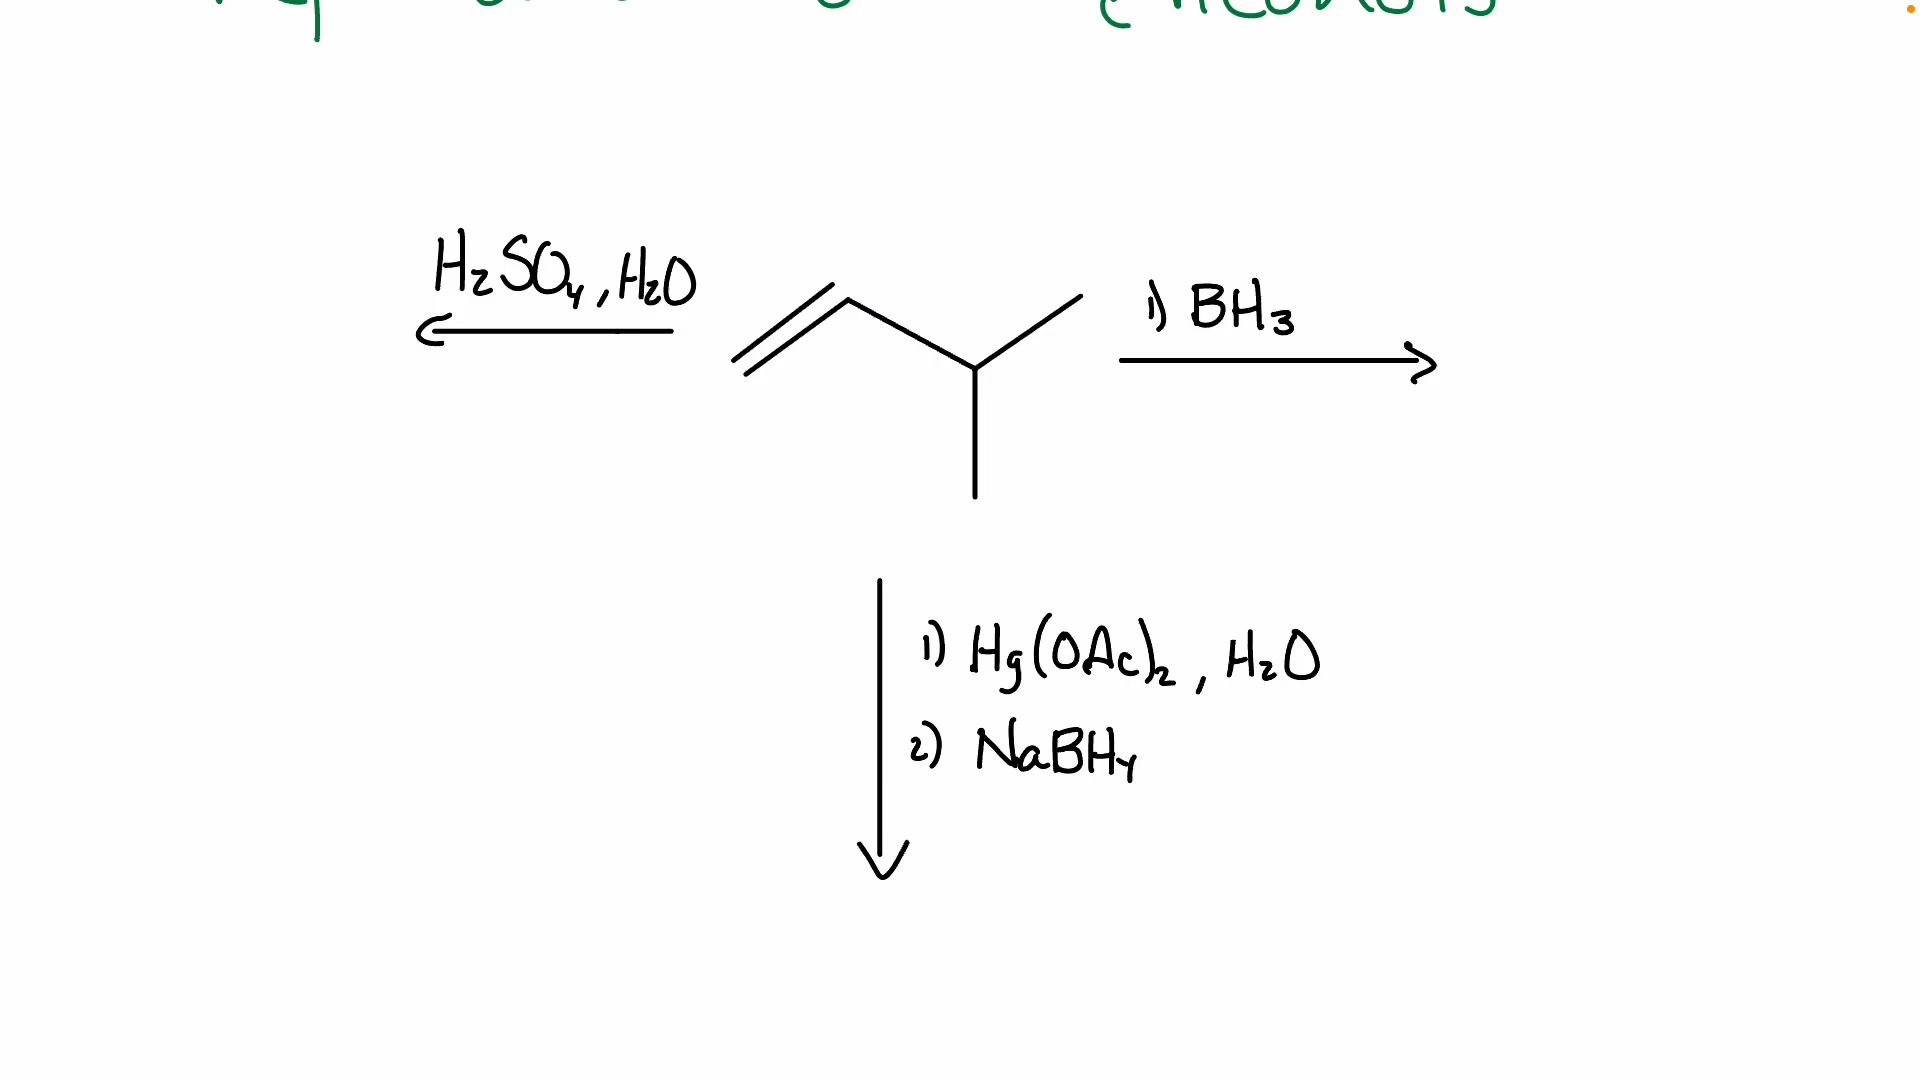 H₂SO₄, H₂O
1) BH₃
1) Hg(OAc)₂, H₂O
2) NaBH₄